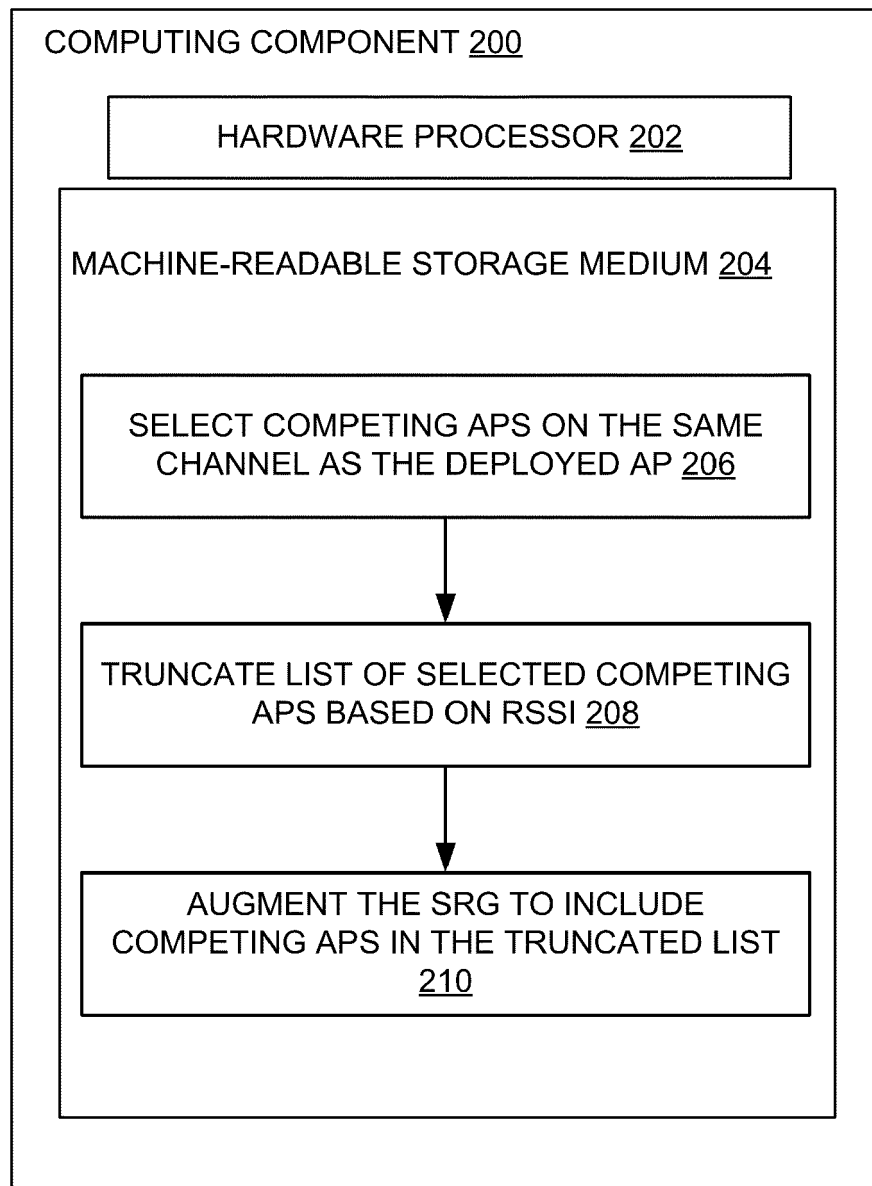 COMPUTING COMPONENT 200
HARDWARE PROCESSOR 202
MACHINE-READABLE STORAGE MEDIUM 204
SELECT COMPETING APS ON THE SAME
CHANNEL AS THE DEPLOYED AP 206
TRUNCATE LIST OF SELECTED COMPETING
APS BASED ON RSSI 208
AUGMENT THE SRG TO INCLUDE
COMPETING APS IN THE TRUNCATED LIST
210